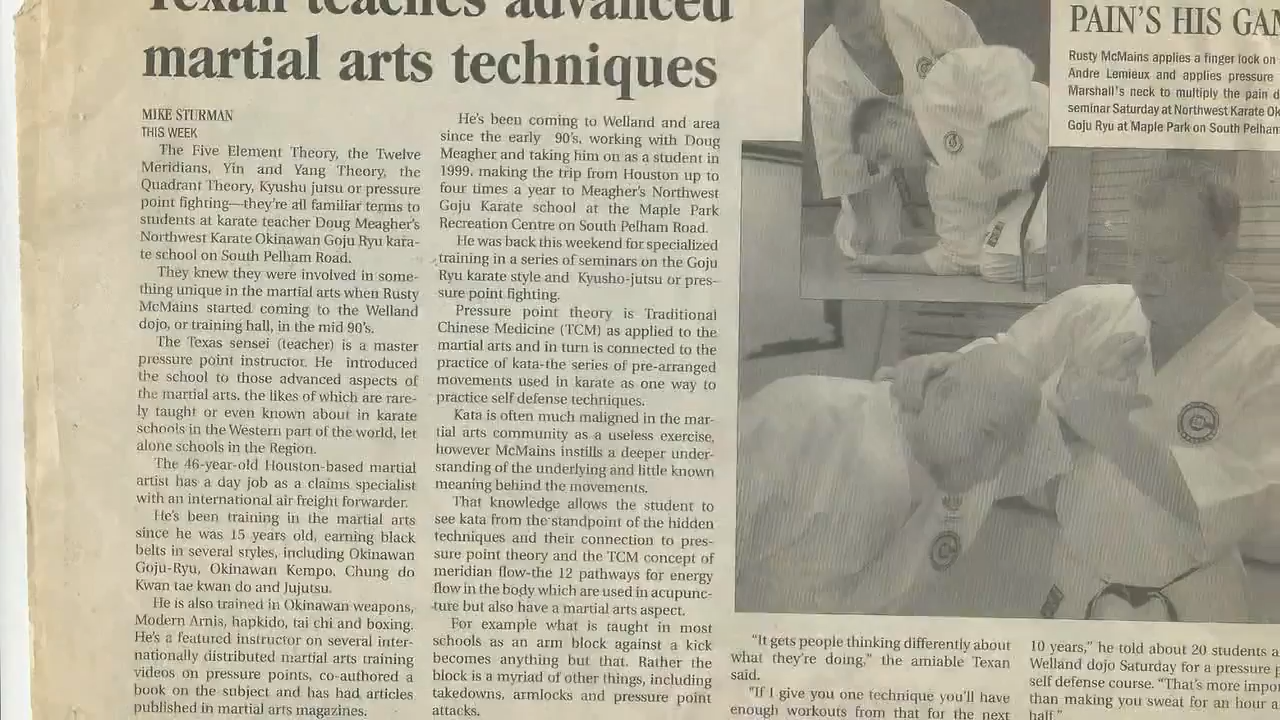 Texan teaches advanced
martial arts techniques
MIKE STURMAN
THIS WEEK
The Five Element Theory, the Twelve
Meridians, Yin and Yang Theory, the
Quadrant Theory, Kyushu jutsu or pressure
point fighting—they're all familiar terms to
students at karate teacher Doug Meagher's
Northwest Karate Okinawan Goju Ryu kara-
te school on South Pelham Road.
They knew they were involved in some-
thing unique in the martial arts when Rusty
McMains started coming to the Welland
dojo, or training hall, in the mid 90's.
The Texas sensei (teacher) is a master
pressure point instructor. He introduced
the school to those advanced aspects of
the martial arts, the likes of which are rare-
ly taught or even known about in karate
schools in the Western part of the world, let
alone schools in the Region.
The 46-year-old Houston-based martial
artist has a day job as a claims specialist
with an international air freight forwarder.
He's been training in the martial arts
since he was 15 years old, earning black
belts in several styles, including Okinawan
Goju-Ryu, Okinawan Kempo, Chung do
Kwan tae kwan do and Jujutsu.
He is also trained in Okinawan weapons,
Modern Arnis, hapkido, tai chi and boxing.
He's a featured instructor on several inter-
nationally distributed martial arts training
videos on pressure points, co-authored a
book on the subject and has had articles
published in martial arts magazines.
He's been coming to Welland and area
since the early 90's, working with Doug
Meagher and taking him on as a student in
1999, making the trip from Houston up to
four times a year to Meagher's Northwest
Goju Karate school at the Maple Park
Recreation Centre on South Pelham Road.
He was back this weekend for specialized
training in a series of seminars on the Goju
Ryu karate style and Kyusho-jutsu or pres-
sure point fighting.
Pressure point theory is Traditional
Chinese Medicine (TCM) as applied to the
martial arts and in turn is connected to the
practice of kata-the series of pre-arranged
movements used in karate as one way to
practice self defense techniques.
Kata is often much maligned in the mar-
tial arts community as a useless exercise,
however McMains instills a deeper under-
standing of the underlying and little known
meaning behind the movements.
That knowledge allows the student to
see kata from the standpoint of the hidden
techniques and their connection to pres-
sure point theory and the TCM concept of
meridian flow-the 12 pathways for energy
flow in the body which are used in acupunc-
ture but also have a martial arts aspect.
For example what is taught in most
schools as an arm block against a kick
becomes anything but that. Rather the
block is a myriad of other things, including
takedowns, armlocks and pressure point
attacks.
PAIN'S HIS GA
Rusty McMains applies a finger lock on
Andre Lemieux and applies pressure
Marshall's neck to multiply the pain d
seminar Saturday at Northwest Karate Ok
Goju Ryu at Maple Park on South Pelham
"It gets people thinking differently about
what they're doing," the amiable Texan
said.
"If I give you one technique you'll have
enough workouts from that for the next
10 years," he told about 20 students a
Welland dojo Saturday for a pressure p
self defense course. "That's more impo
than making you sweat for an hour a
half."